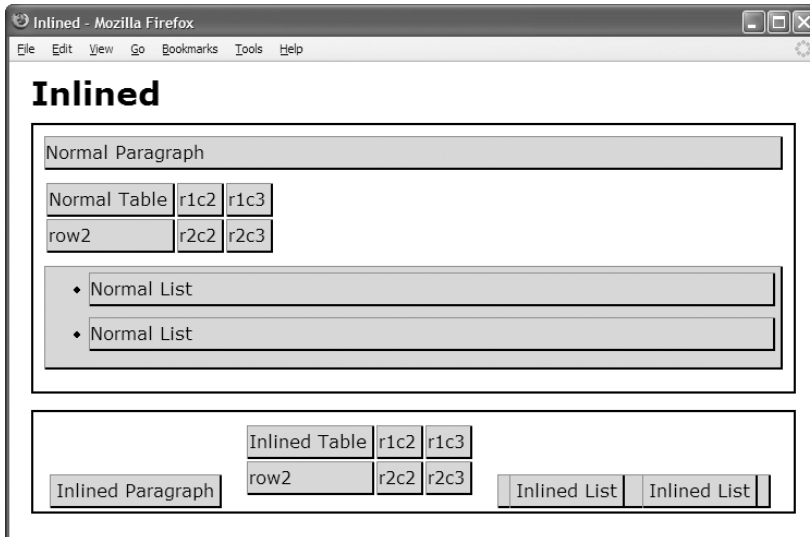 Inlined - Mozilla Firefox
File Edit View Go Bookmarks Tools Help
Inlined
Normal Paragraph
Normal Table r1c2 r1c3
row2 r2c2 r2c3
• Normal List
• Normal List
Inlined Table r1c2 r1c3
Inlined Paragraph row2 r2c2 r2c3 Inlined List Inlined List